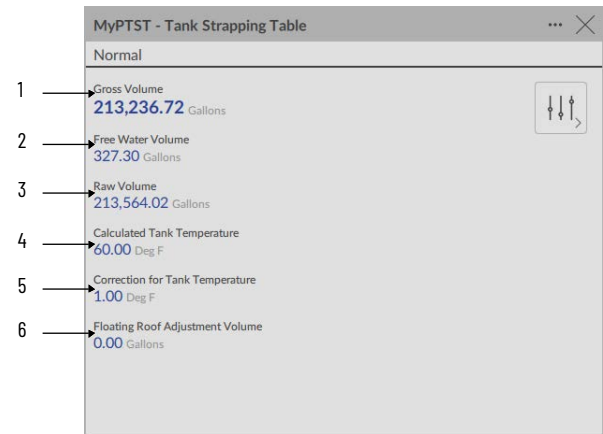 MyPTST - Tank Strapping Table ...
Normal
1 Gross Volume
213,236.72 Gallons
2 Free Water Volume
327.30 Gallons
3 Raw Volume
213,564.02 Gallons
4 Calculated Tank Temperature
60.00 Deg F
5 Correction for Tank Temperature
1.00 Deg F
6 Floating Roof Adjustment Volume
0.00 Gallons